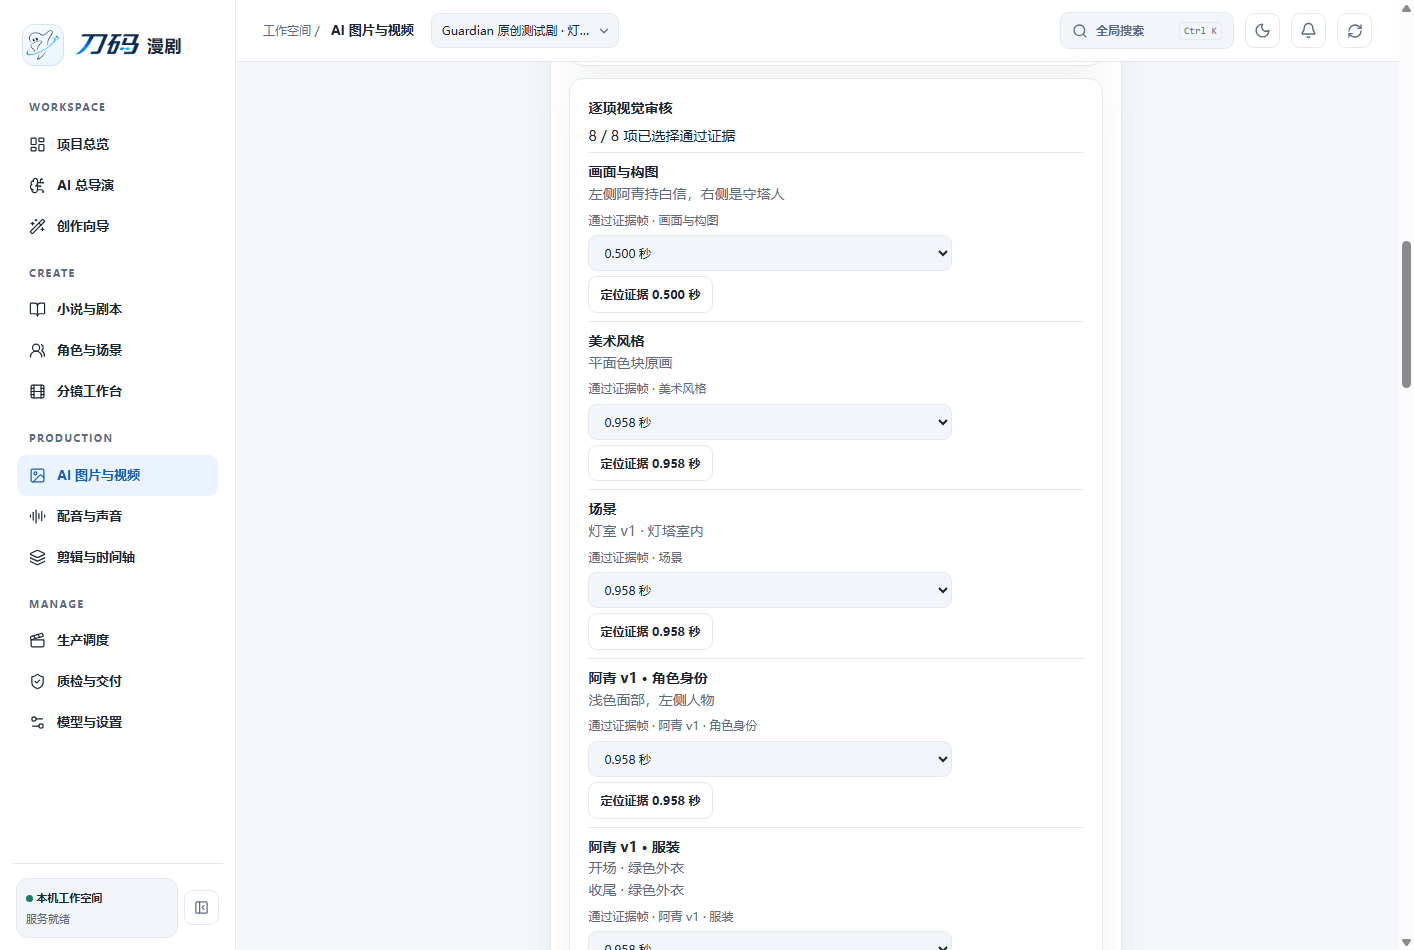 刀码 漫剧
工作空间 / AI 图片与视频
Guardian 原创测试剧 · 灯...
全局搜索 Ctrl K
WORKSPACE
项目总览
AI 总导演
创作向导
CREATE
小说与剧本
角色与场景
分镜工作台
PRODUCTION
AI 图片与视频
配音与声音
剪辑与时间轴
MANAGE
生产调度
质检与交付
模型与设置
本机工作空间
服务就绪
逐项视觉审核
8 / 8 项已选择通过证据
画面与构图
左侧阿青持白信，右侧是守塔人
通过证据帧 · 画面与构图
0.500 秒
定位证据 0.500 秒
美术风格
平面色块原画
通过证据帧 · 美术风格
0.958 秒
定位证据 0.958 秒
场景
灯室 v1 · 灯塔室内
通过证据帧 · 场景
0.958 秒
定位证据 0.958 秒
阿青 v1 • 角色身份
浅色面部，左侧人物
通过证据帧 · 阿青 v1 · 角色身份
0.958 秒
定位证据 0.958 秒
阿青 v1 • 服装
开场 · 绿色外衣
收尾 · 绿色外衣
通过证据帧 · 阿青 v1 · 服装
0.958 秒